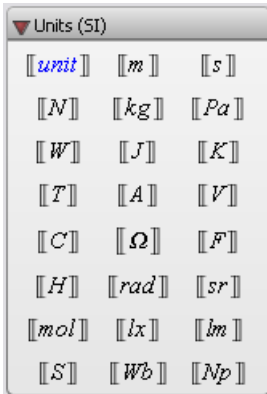 Units (SI)
⟦unit⟧ ⟦m⟧ ⟦s⟧
⟦N⟧ ⟦kg⟧ ⟦Pa⟧
⟦W⟧ ⟦J⟧ ⟦K⟧
⟦T⟧ ⟦A⟧ ⟦V⟧
⟦C⟧ ⟦Ω⟧ ⟦F⟧
⟦H⟧ ⟦rad⟧ ⟦sr⟧
⟦mol⟧ ⟦lx⟧ ⟦lm⟧
⟦S⟧ ⟦Wb⟧ ⟦Np⟧